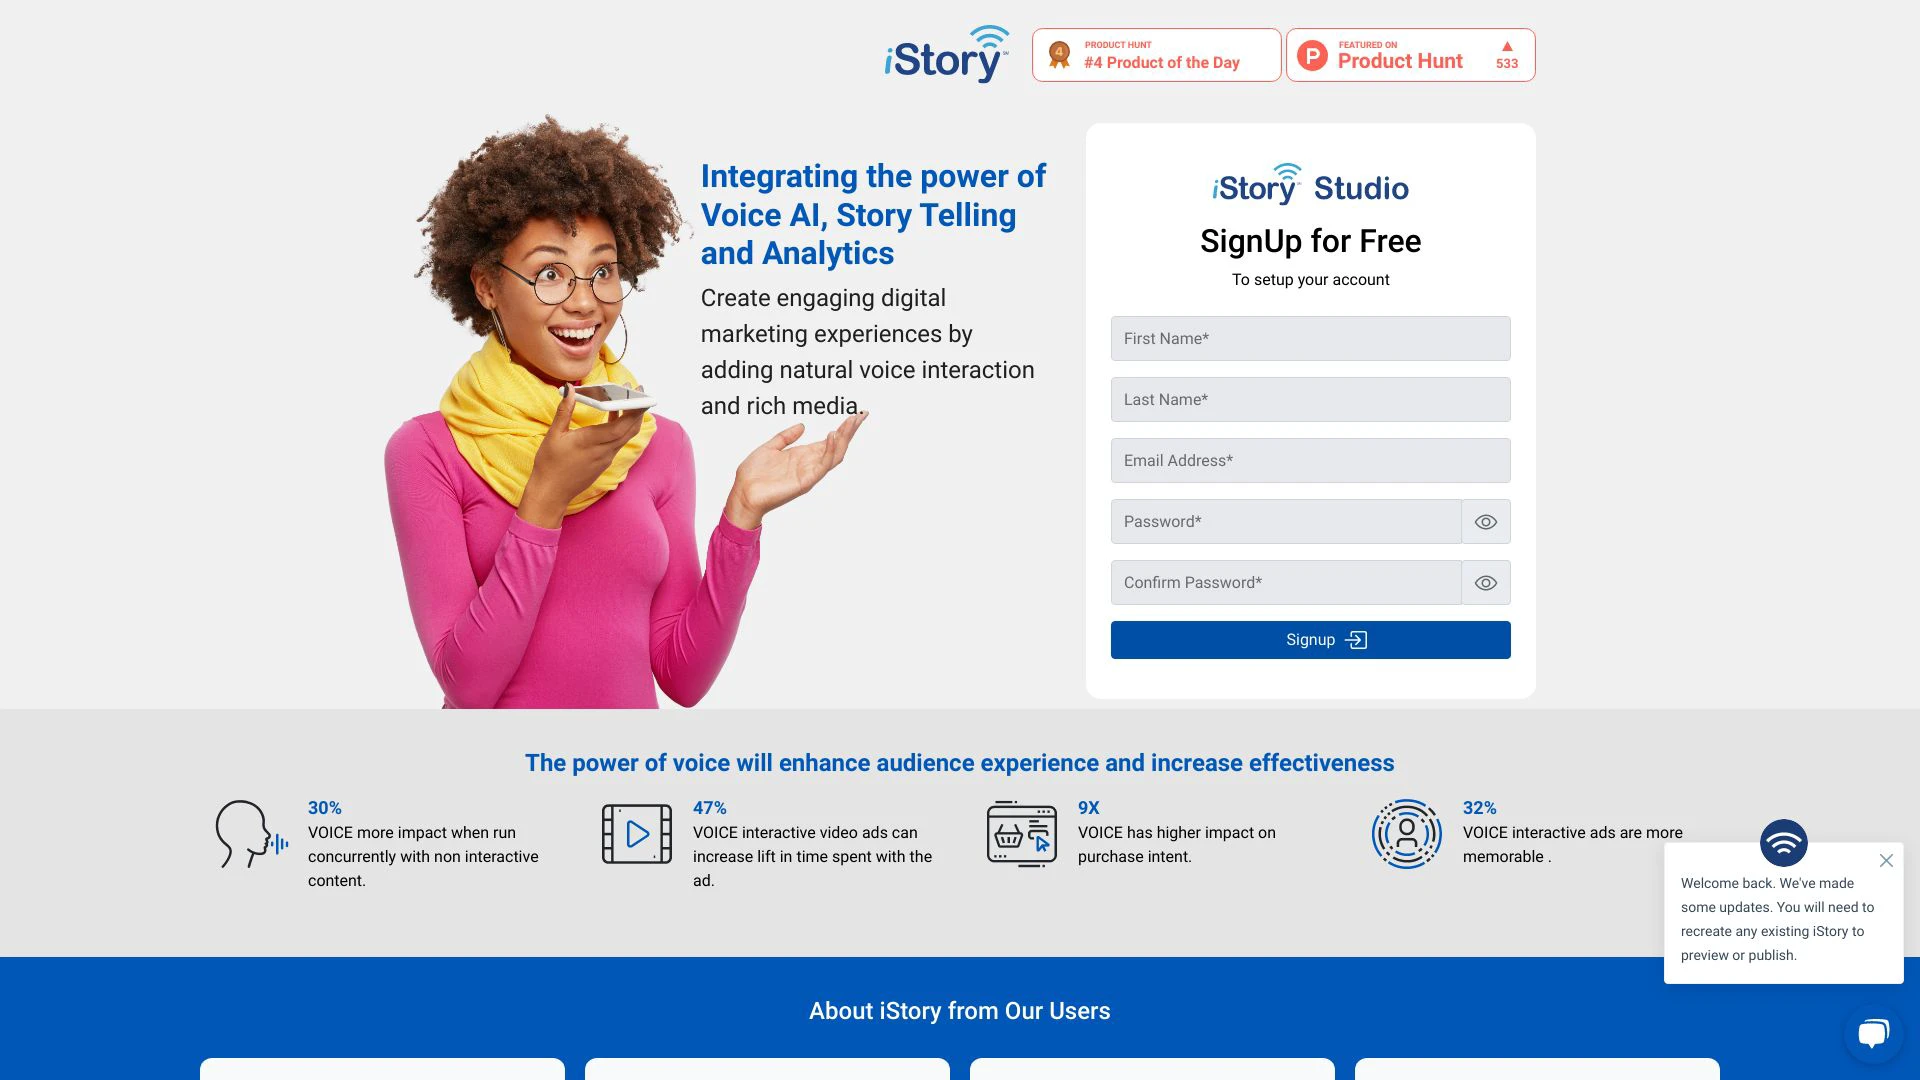 iStory
4
PRODUCT HUNT
#4 Product of the Day
P
FEATURED ON
Product Hunt
533
Integrating the power of
Voice AI, Story Telling
and Analytics
Create engaging digital
marketing experiences by
adding natural voice interaction
and rich media.
iStory Studio
SignUp for Free
To setup your account
First Name*
Last Name*
Email Address*
Password*
Confirm Password*
Signup
The power of voice will enhance audience experience and increase effectiveness
30%
VOICE more impact when run
concurrently with non interactive
content.
47%
VOICE interactive video ads can
increase lift in time spent with the
ad.
9X
VOICE has higher impact on
purchase intent.
32%
VOICE interactive ads are more
memorable .
Welcome back. We've made
some updates. You will need to
recreate any existing iStory to
preview or publish.
About iStory from Our Users